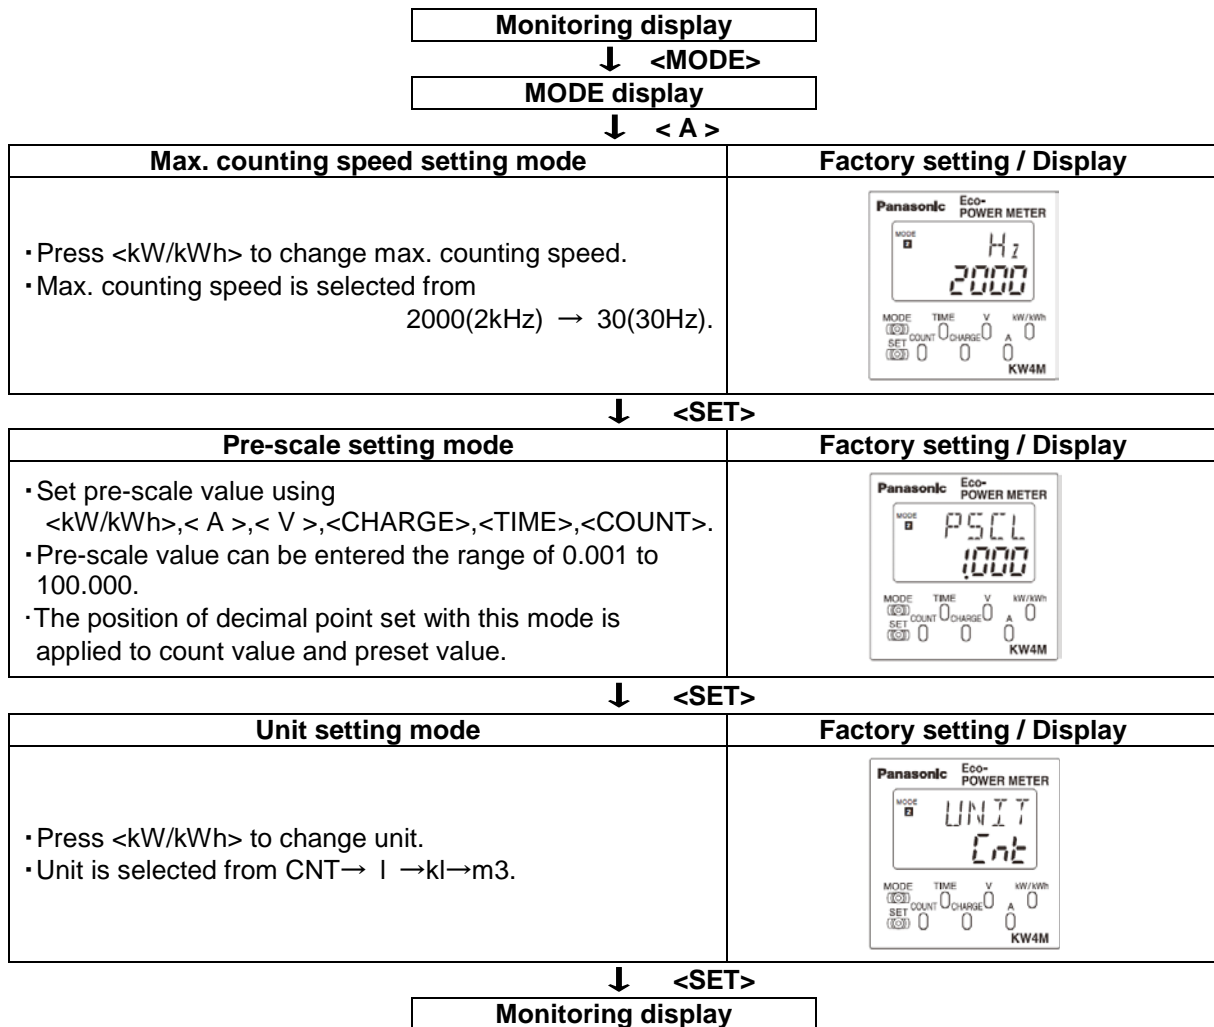 Monitoring display
↓ <MODE>
MODE display
↓ < A >
Max. counting speed setting mode
Factory setting / Display
・Press <kW/kWh> to change max. counting speed.
・Max. counting speed is selected from
2000(2kHz) → 30(30Hz).
Panasonic Eco-
POWER METER
MODE
2
Hz
2000
MODE TIME V kW/kWh
SET COUNT CHARGE A
KW4M
↓ <SET>
Pre-scale setting mode
Factory setting / Display
・Set pre-scale value using
<kW/kWh>,< A >,< V >,<CHARGE>,<TIME>,<COUNT>.
・Pre-scale value can be entered the range of 0.001 to
100.000.
・The position of decimal point set with this mode is
applied to count value and preset value.
Panasonic Eco-
POWER METER
MODE
2
PSCL
1.000
MODE TIME V kW/kWh
SET COUNT CHARGE A
KW4M
↓ <SET>
Unit setting mode
Factory setting / Display
・Press <kW/kWh> to change unit.
・Unit is selected from CNT→ l →kl→m3.
Panasonic Eco-
POWER METER
MODE
2
UNIT
Cnt
MODE TIME V kW/kWh
SET COUNT CHARGE A
KW4M
↓ <SET>
Monitoring display